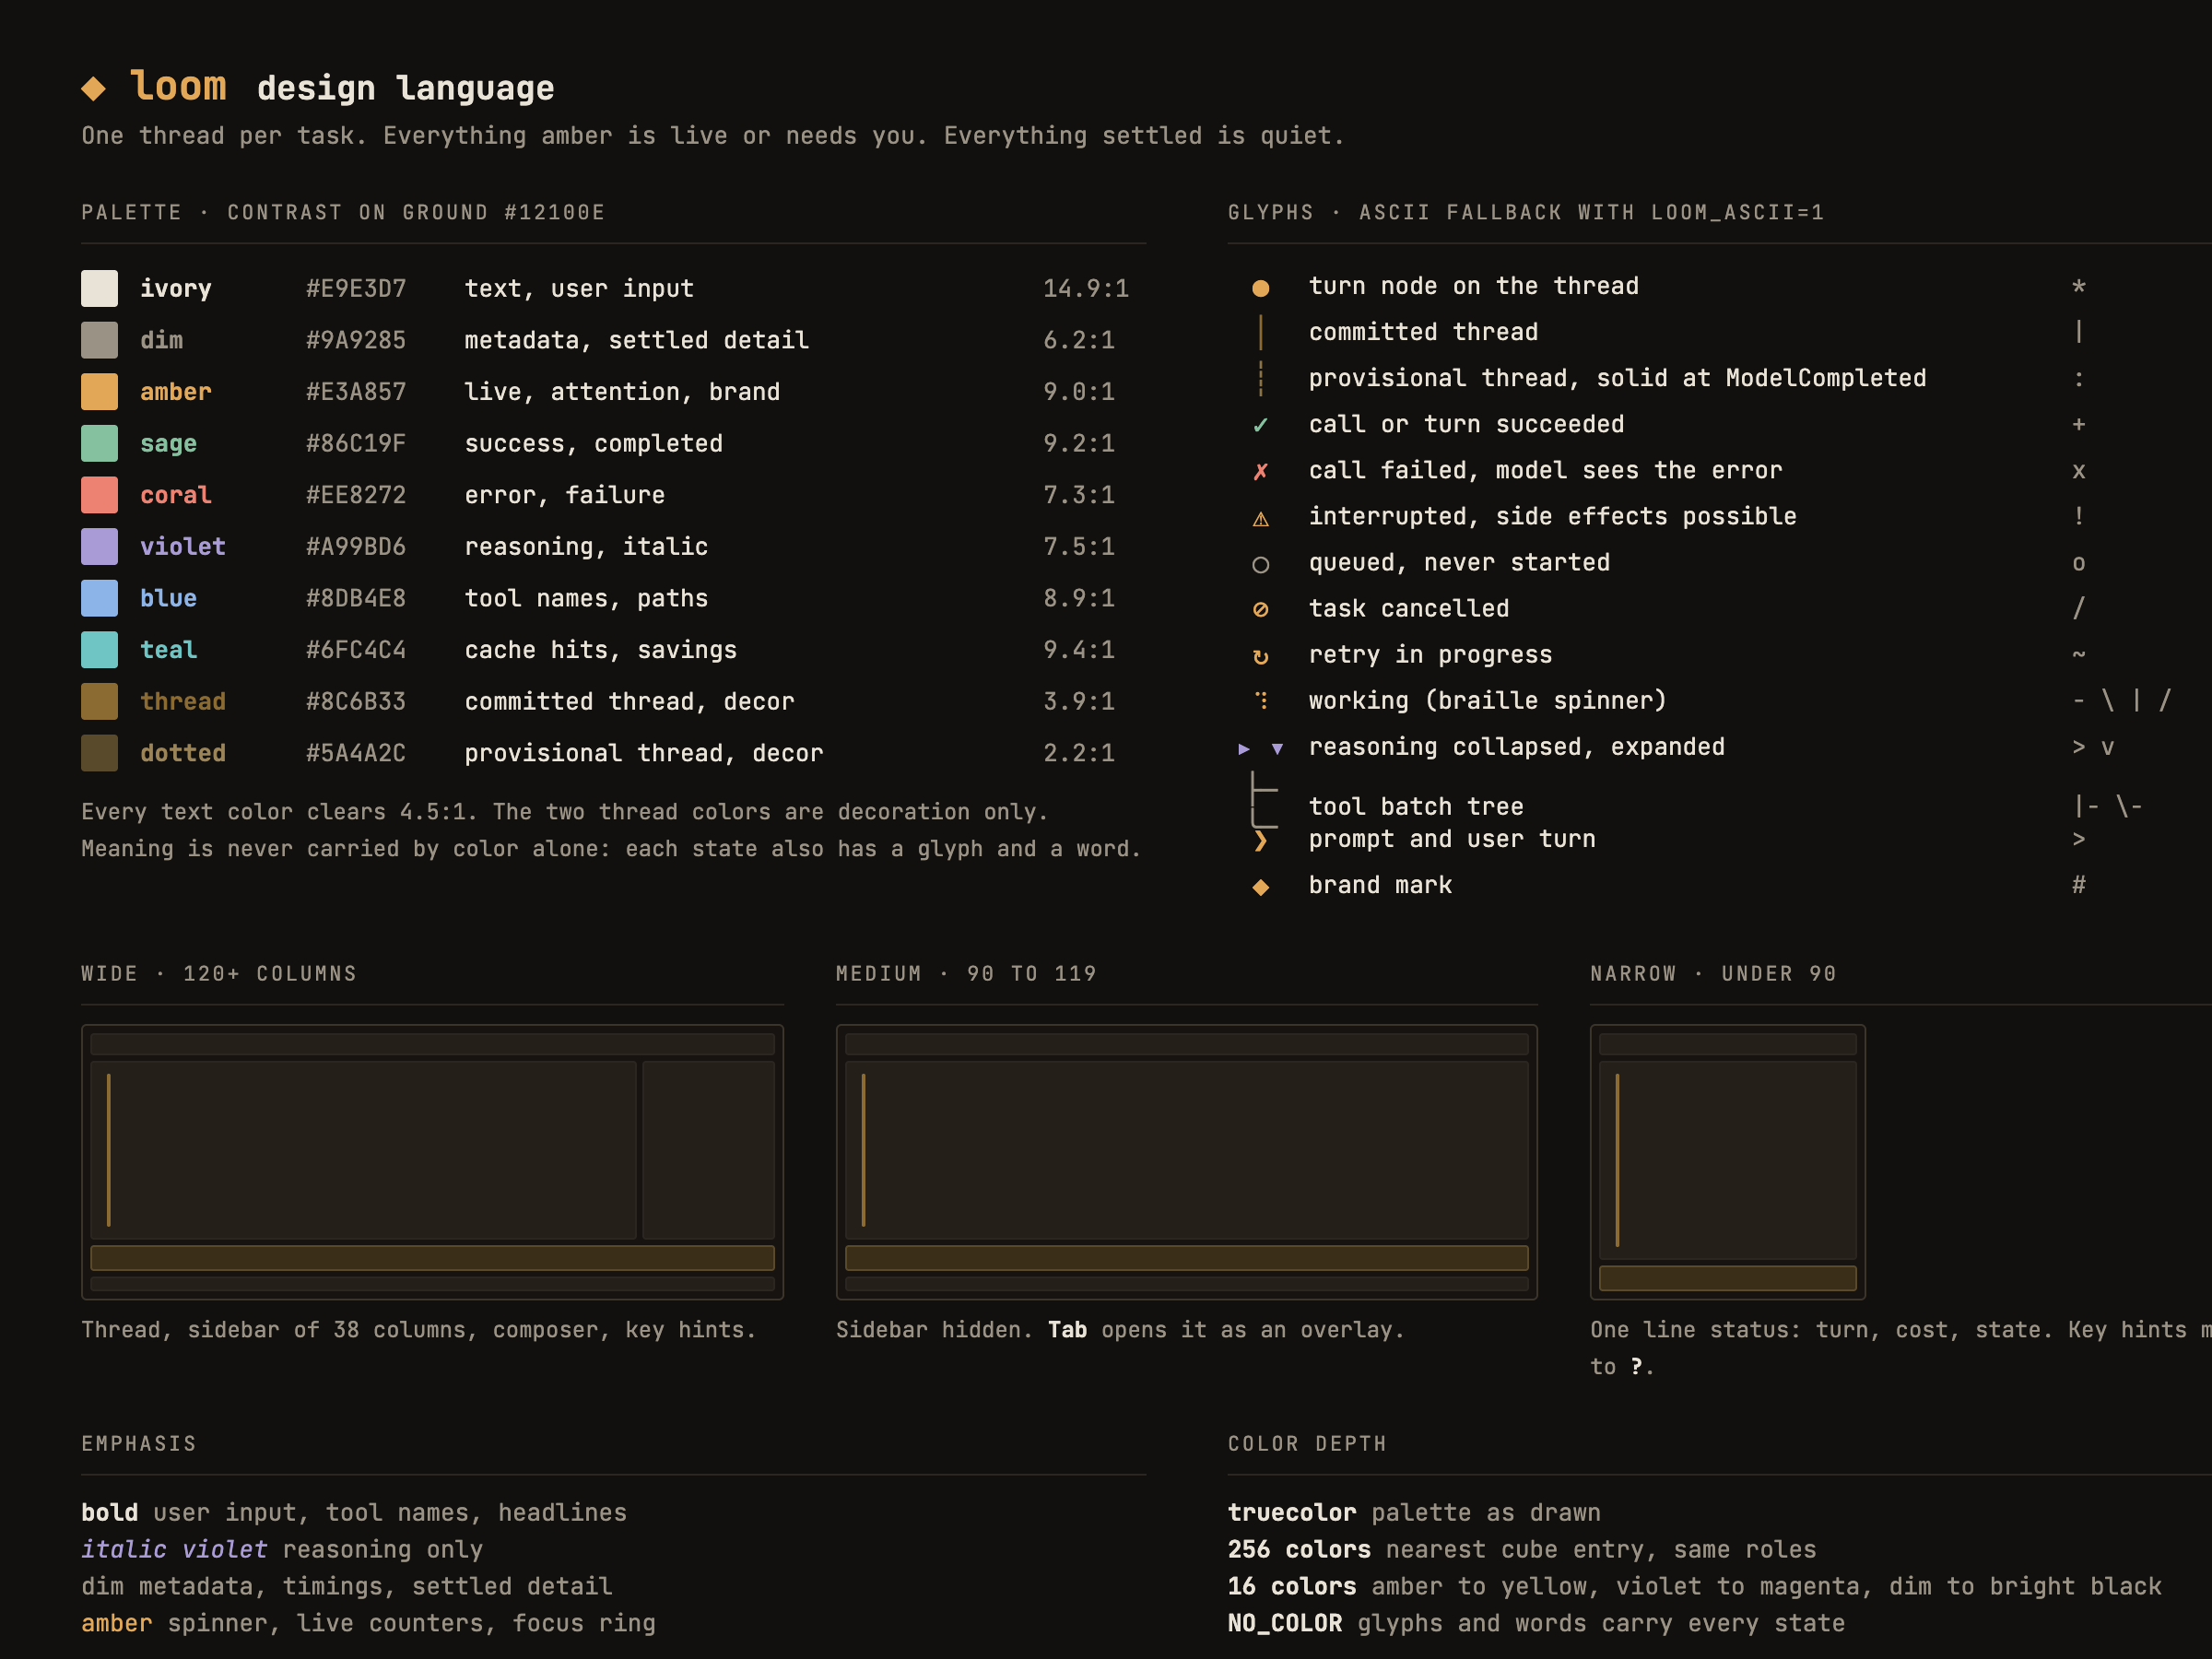 ◆ loom design language
One thread per task. Everything amber is live or needs you. Everything settled is quiet.
PALETTE · CONTRAST ON GROUND #12100E
ivory #E9E3D7 text, user input 14.9:1
dim #9A9285 metadata, settled detail 6.2:1
amber #E3A857 live, attention, brand 9.0:1
sage #86C19F success, completed 9.2:1
coral #EE8272 error, failure 7.3:1
violet #A99BD6 reasoning, italic 7.5:1
blue #8DB4E8 tool names, paths 8.9:1
teal #6FC4C4 cache hits, savings 9.4:1
thread #8C6B33 committed thread, decor 3.9:1
dotted #5A4A2C provisional thread, decor 2.2:1
Every text color clears 4.5:1. The two thread colors are decoration only.
Meaning is never carried by color alone: each state also has a glyph and a word.
GLYPHS · ASCII FALLBACK WITH LOOM_ASCII=1
● turn node on the thread *
│ committed thread |
┆ provisional thread, solid at ModelCompleted :
✓ call or turn succeeded +
✗ call failed, model sees the error x
⚠ interrupted, side effects possible !
○ queued, never started o
⊘ task cancelled /
↻ retry in progress ~
⠹ working (braille spinner) - \ | /
▸ ▾ reasoning collapsed, expanded > v
├─ ╰─ tool batch tree |- \-
❯ prompt and user turn >
◆ brand mark #
WIDE · 120+ COLUMNS
Thread, sidebar of 38 columns, composer, key hints.
MEDIUM · 90 TO 119
Sidebar hidden. Tab opens it as an overlay.
NARROW · UNDER 90
One line status: turn, cost, state. Key hints m
to ?.
EMPHASIS
bold user input, tool names, headlines
italic violet reasoning only
dim metadata, timings, settled detail
amber spinner, live counters, focus ring
COLOR DEPTH
truecolor palette as drawn
256 colors nearest cube entry, same roles
16 colors amber to yellow, violet to magenta, dim to bright black
NO_COLOR glyphs and words carry every state